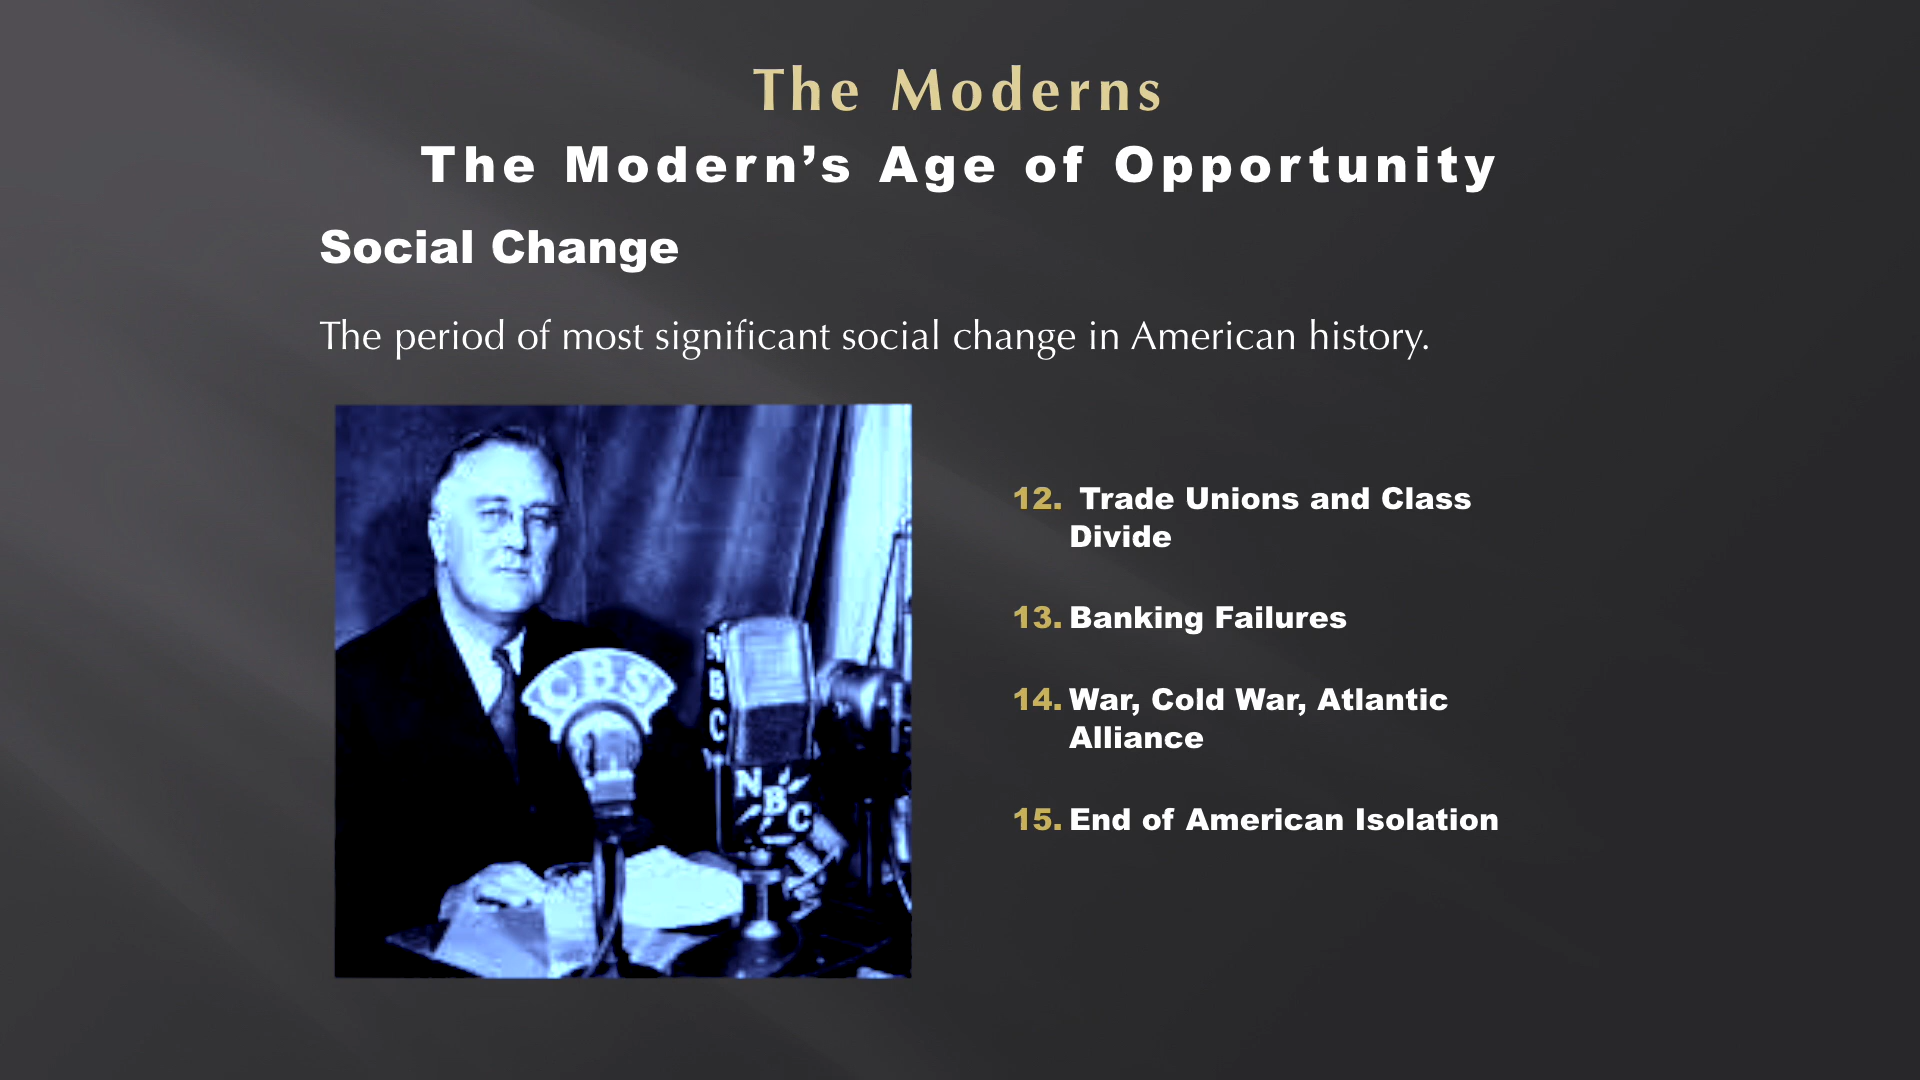 The Moderns
The Modern’s Age of Opportunity
Social Change
The period of most significant social change in American history.
12. Trade Unions and Class
Divide
13. Banking Failures
14. War, Cold War, Atlantic
Alliance
15. End of American Isolation
CBS
NBC
NBC